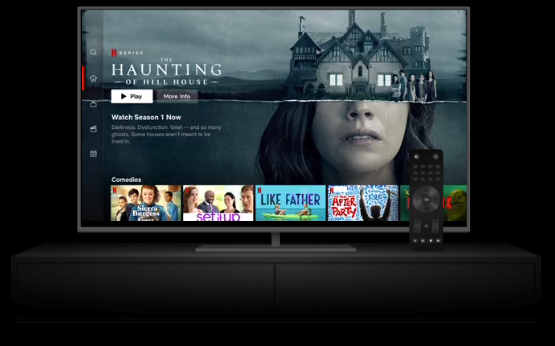 N SERIES
THE
HAUNTING
OF HILL HOUSE
Play More Info
Watch Season 1 Now
Darkness. Dysfunction. Grief — and so many
ghosts. Some houses aren't meant to be
lived in.
Comedies
Sierra
Burgess
set it up
LIKE FATHER
AFTER
PARTY